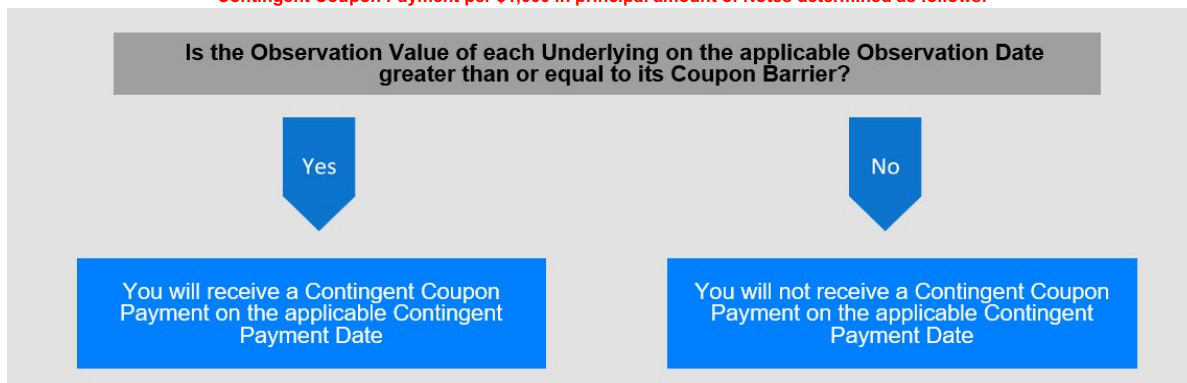 Contingent Coupon Payment per $1,000 in principal amount of Notes determined as follows:
Is the Observation Value of each Underlying on the applicable Observation Date
greater than or equal to its Coupon Barrier?
Yes
No
You will receive a Contingent Coupon
Payment on the applicable Contingent
Payment Date
You will not receive a Contingent Coupon
Payment on the applicable Contingent
Payment Date